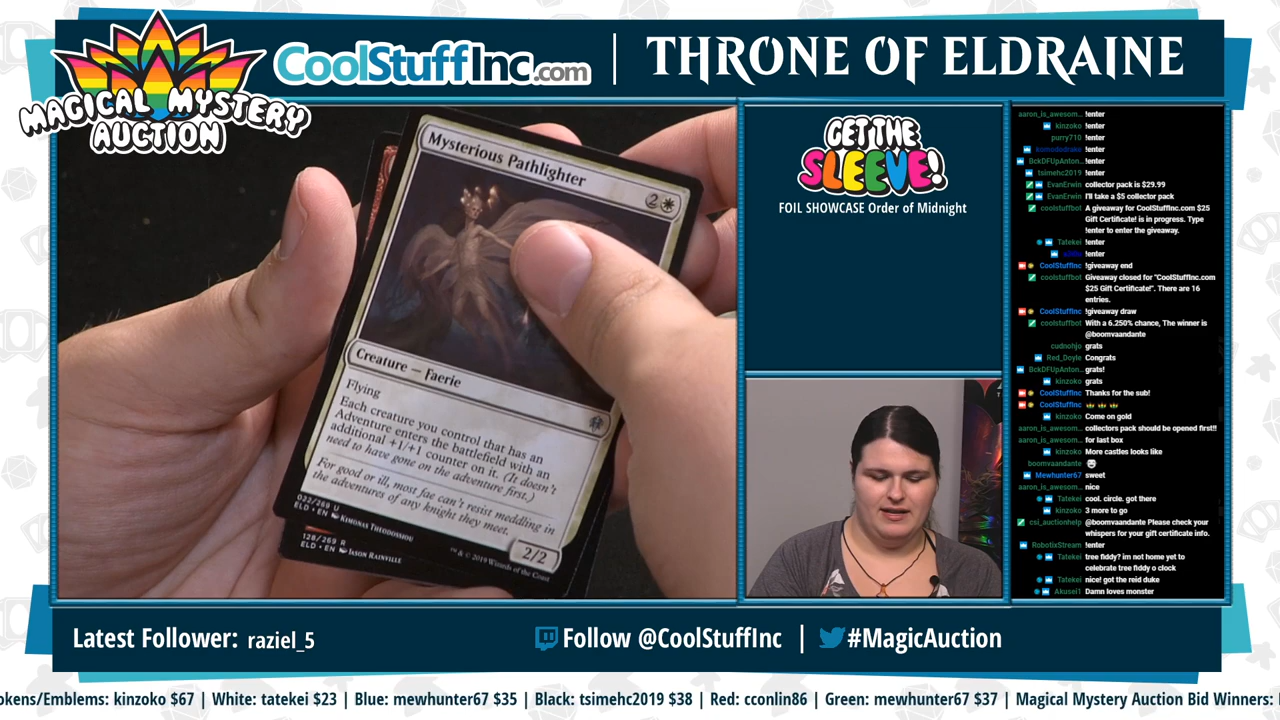 MAGICAL MYSTERY
AUCTION
CoolStuffInc.com
THRONE OF ELDRAINE
Mysterious Pathlighter
2
Creature — Faerie
Flying
Each creature you control that has an
Adventure enters the battlefield with an
additional +1/+1 counter on it. (It doesn't
need to have gone on the adventure first.)
For good or ill, most fae can't resist meddling in
the adventures of any knight they meet.
022/269 U
ELD • EN KIMONAS THEODOSSIOU
™ & © 2019 Wizards of the Coast
2/2
128/269 R
ELD • EN JASON RAINVILLE
GET THE
SLEEVE!
FOIL SHOWCASE Order of Midnight
aaron_is_awesom... !enter
kinzoko !enter
purry710 !enter
!enter
BckDFUpAnton... !enter
tsimehc2019 !enter
EvanErwin collector pack is $29.99
EvanErwin I'll take a $5 collector pack
coolstuffbot A giveaway for CoolStuffInc.com $25
Gift Certificate! is in progress. Type
!enter to enter the giveaway.
Tatekei !enter
!enter
CoolStuffInc !giveaway end
coolstuffbot Giveaway closed for "CoolStuffInc.com
$25 Gift Certificate!". There are 16
entries.
CoolStuffInc !giveaway draw
coolstuffbot With a 6.250% chance, The winner is
@boomvaandante
cudnohjo grats
Red_Doyle Congrats
BckDFUpAnton... grats!
kinzoko grats
CoolStuffInc Thanks for the sub!
CoolStuffInc
kinzoko Come on gold
aaron_is_awesom... collectors pack should be opened first!!
aaron_is_awesom... for last box
kinzoko More castles looks like
boomvaandante
Mewhunter67 sweet
aaron_is_awesom... nice
Tatekei cool. circle. got there
kinzoko 3 more to go
csi_auctionhelp @boomvaandante Please check your
whispers for your gift certificate info.
RobotixStream !enter
Tatekei tree fiddy? im not home yet to
celebrate tree fiddy o clock
Tatekei nice! got the reid duke
Akusei1 Damn loves monster
Latest Follower: raziel_5
Follow @CoolStuffInc | #MagicAuction
okens/Emblems: kinzoko $67 | White: tatekei $23 | Blue: mewhunter67 $35 | Black: tsimehc2019 $38 | Red: cconlin86 | Green: mewhunter67 $37 | Magical Mystery Auction Bid Winners: